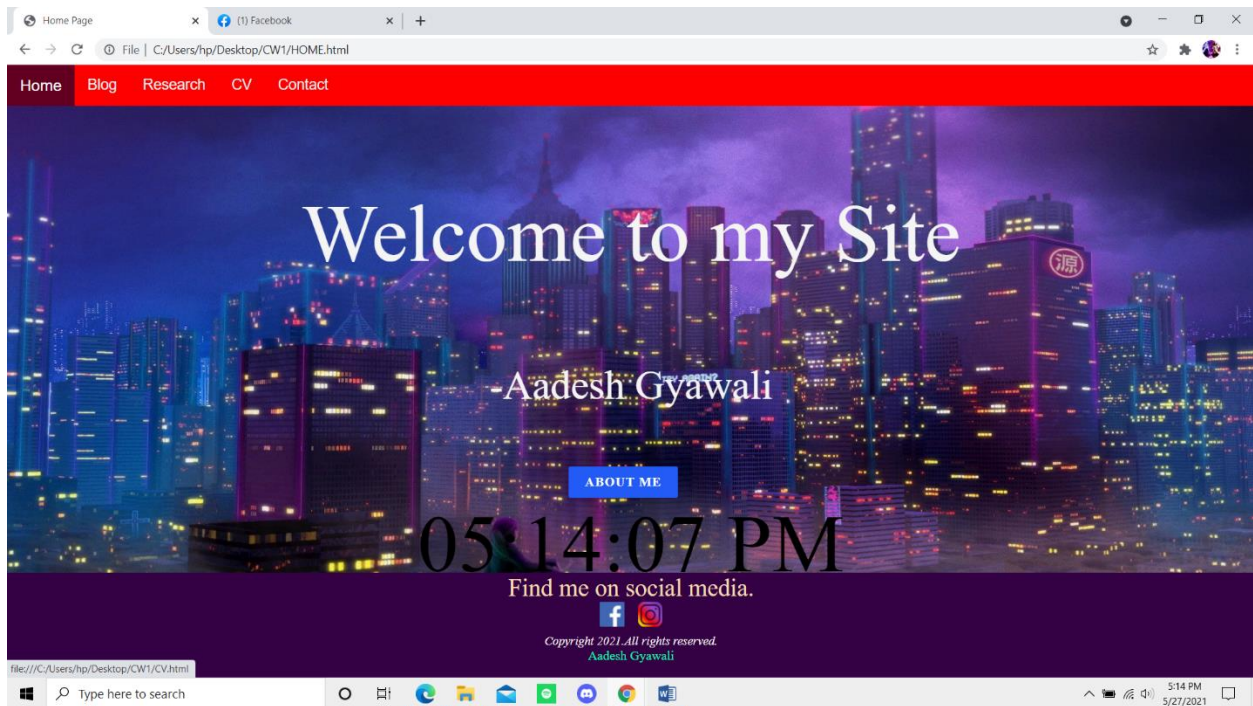 Home Page
(1) Facebook
File | C:/Users/hp/Desktop/CW1/HOME.html
Home Blog Research CV Contact
Welcome to my Site
源
TRY AGAIN?
-Aadesh Gyawali
ABOUT ME
05:14:07 PM
Find me on social media.
Copyright 2021.All rights reserved.
Aadesh Gyawali
file:///C:/Users/hp/Desktop/CW1/CV.html
Type here to search
5:14 PM
5/27/2021